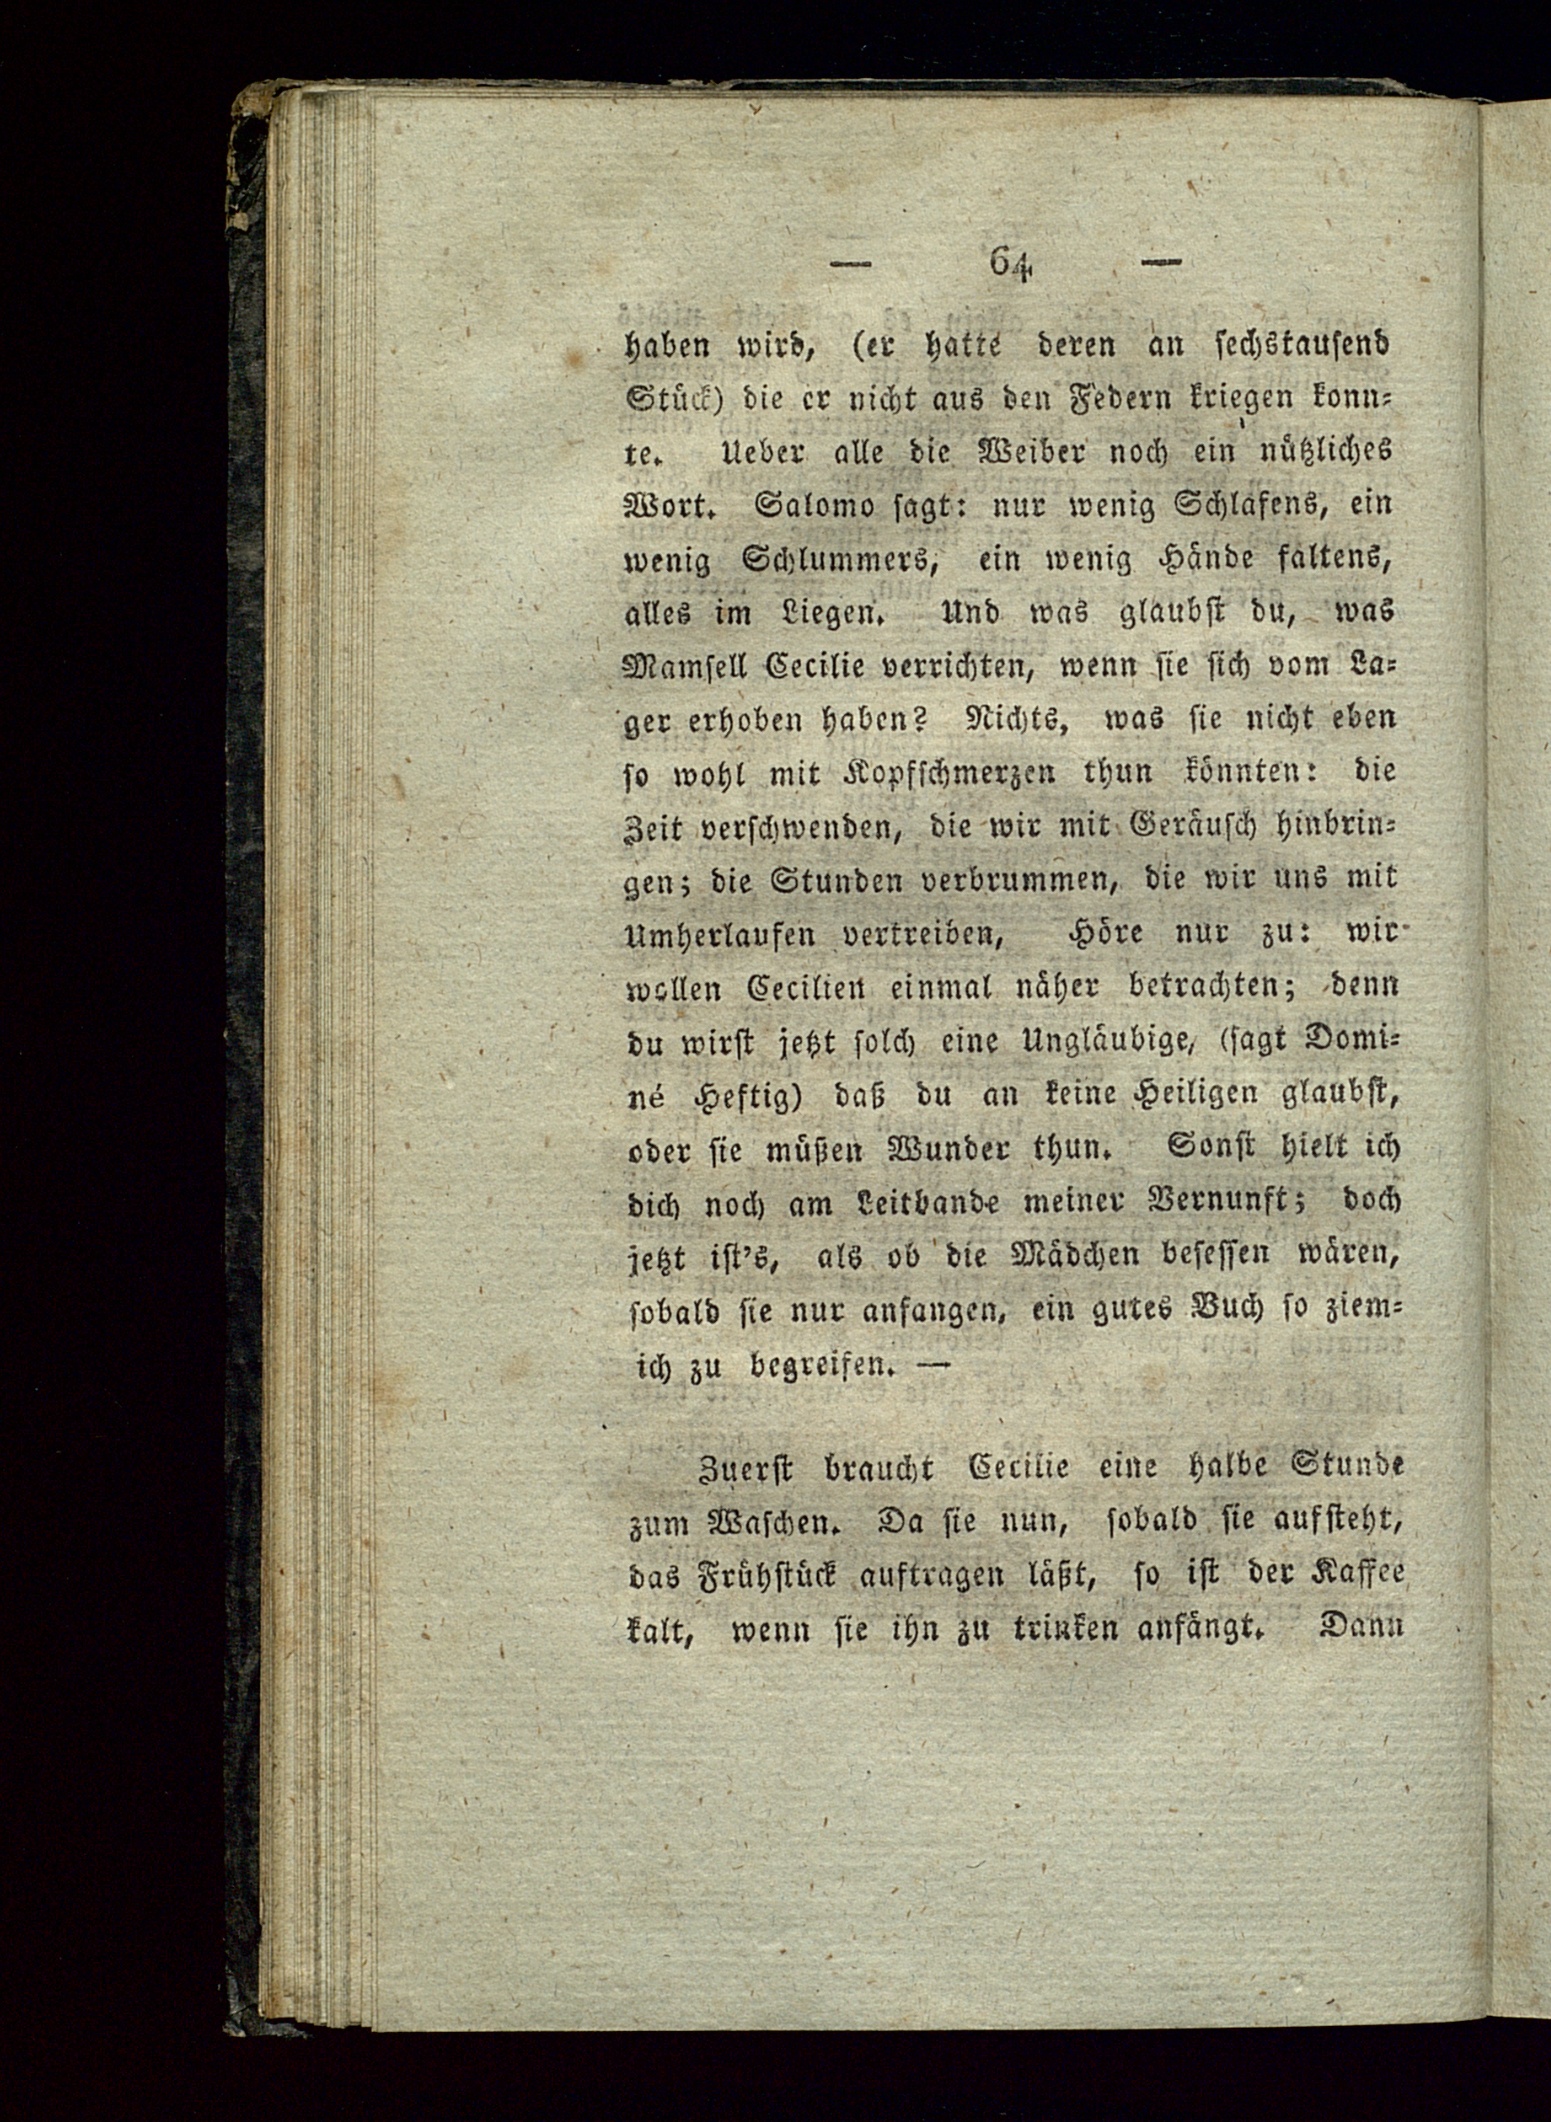 — 64 —
haben wird, (er hatte deren an sechstausend
Stück) die er nicht aus den Federn kriegen konn-
te. Ueber alle die Weiber noch ein nützliches
Wort. Salomo sagt: nur wenig Schlafens, ein
wenig Schlummers, ein wenig Hände faltens,
alles im Liegen. Und was glaubst du, was
Mamsell Cecilie verrichten, wenn sie sich vom La-
ger erhoben haben? Nichts, was sie nicht eben
so wohl mit Kopfschmerzen thun könnten: die
Zeit verschwenden, die wir mit Geräusch hinbrin-
gen; die Stunden verbrummen, die wir uns mit
Umherlaufen vertreiben, Höre nur zu: wir
wollen Cecilien einmal näher betrachten; denn
du wirst jetzt solch eine Ungläubige, (sagt Domi-
né Heftig) daß du an keine Heiligen glaubst,
oder sie müßen Wunder thun. Sonst hielt ich
dich noch am Leitbande meiner Vernunft; doch
jetzt ist's, als ob die Mädchen besessen wären,
sobald sie nur anfangen, ein gutes Buch so ziem-
ich zu begreifen. —
Zuerst braucht Cecilie eine halbe Stunde
zum Waschen. Da sie nun, sobald sie aufsteht,
das Frühstück auftragen läßt, so ist der Kaffee
kalt, wenn sie ihn zu trinken anfängt. Dann